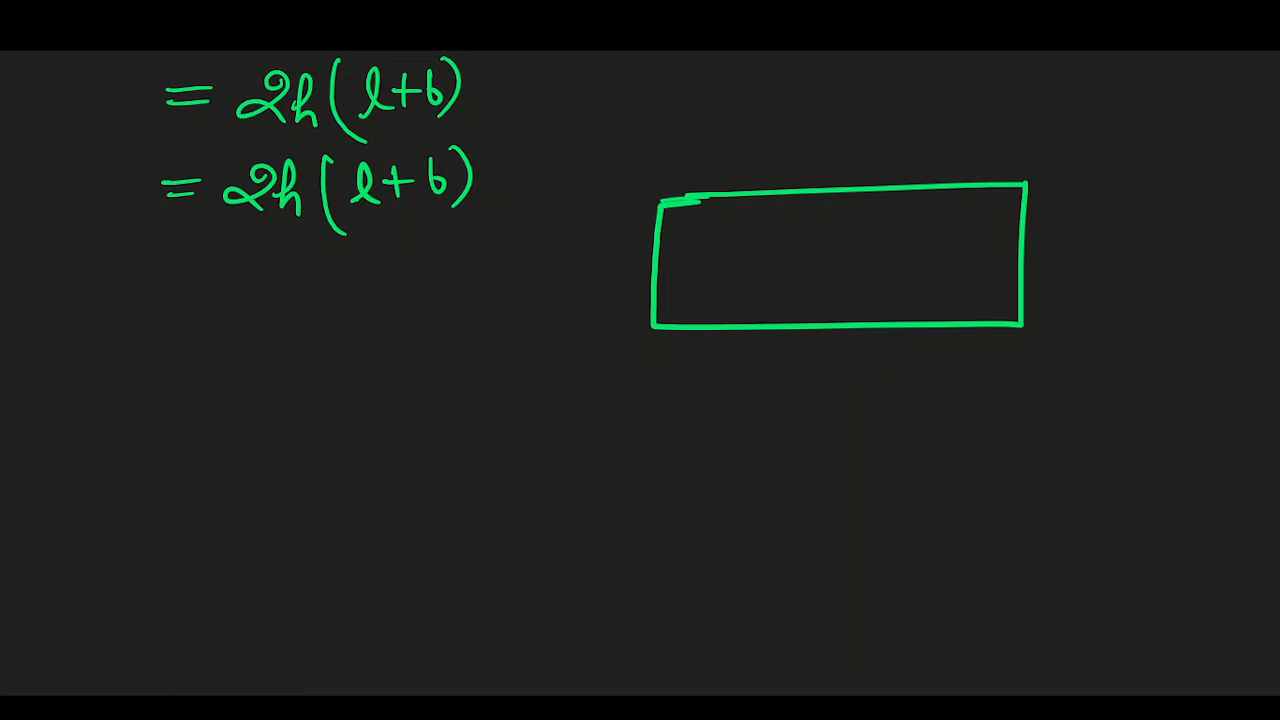 = 2h(l+b)
= 2h(l+b)